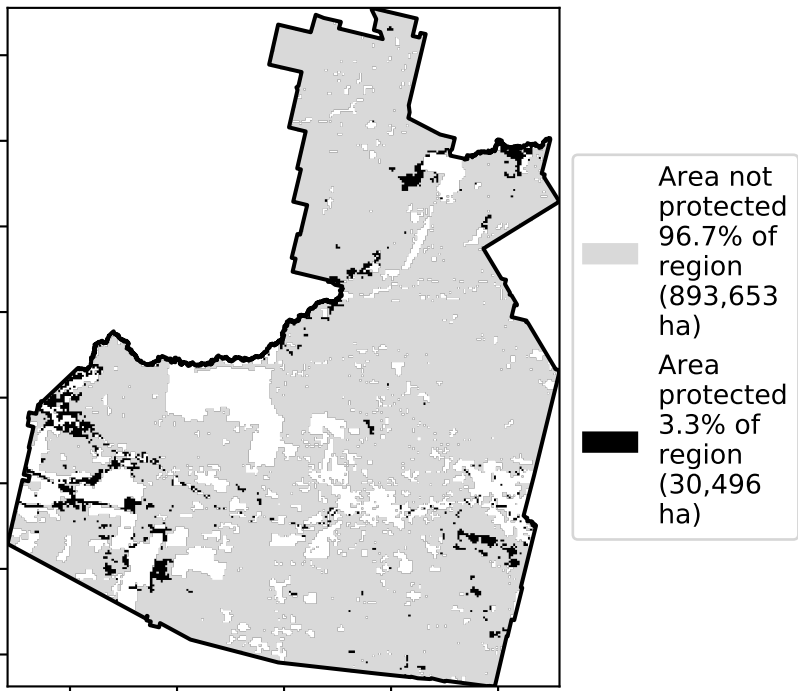 Area not
protected
96.7% of
region
(893,653
ha)
Area
protected
3.3% of
region
(30,496
ha)